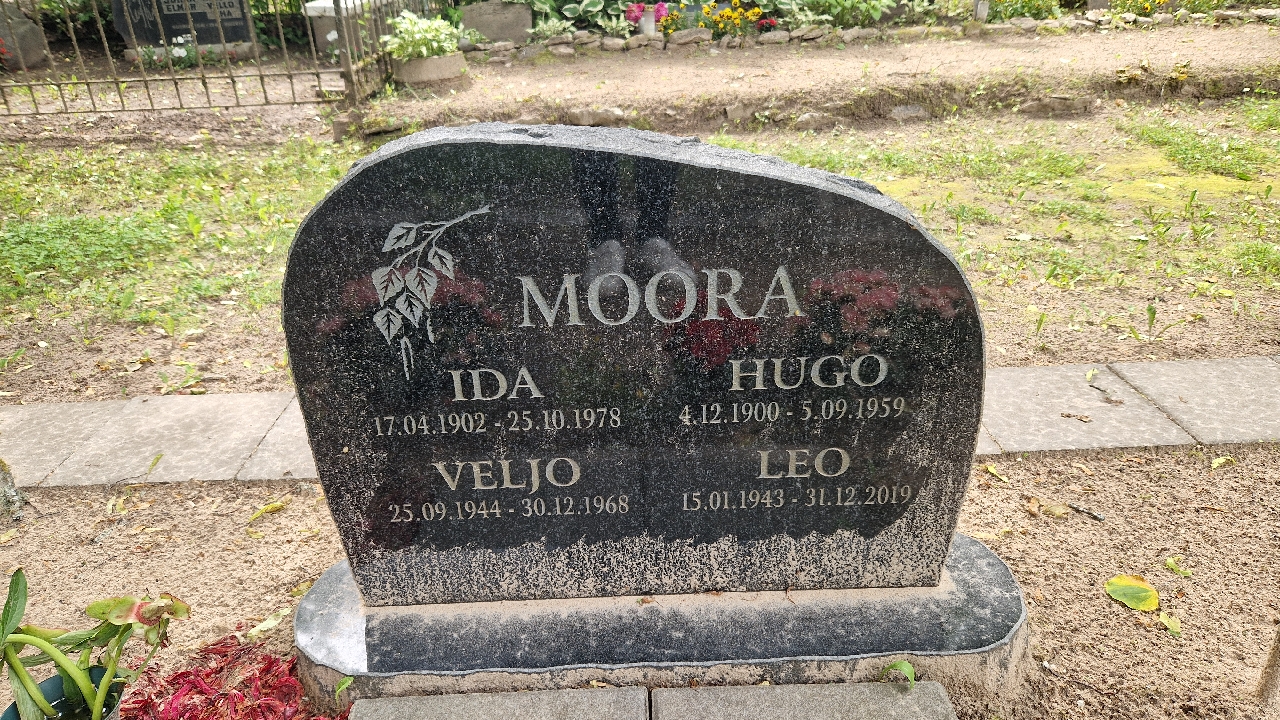 MOORA
IDA
17.04.1902 - 25.10.1978
HUGO
4.12.1900 - 5.09.1959
VELJO
25.09.1944 - 30.12.1968
LEO
15.01.1943 - 31.12.2019